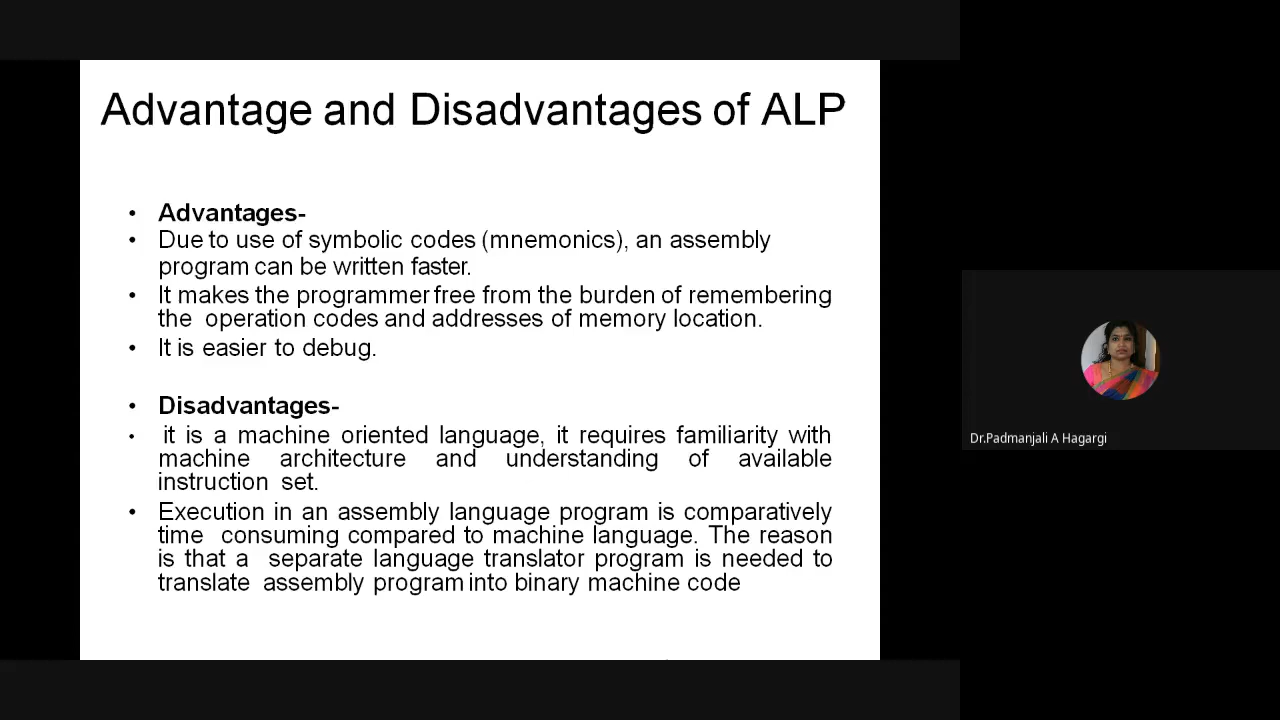 Advantage and Disadvantages of ALP
• Advantages-
• Due to use of symbolic codes (mnemonics), an assembly
program can be written faster.
• It makes the programmer free from the burden of remembering
the operation codes and addresses of memory location.
• It is easier to debug.
• Disadvantages-
• it is a machine oriented language, it requires familiarity with
machine architecture and understanding of available
instruction set.
• Execution in an assembly language program is comparatively
time consuming compared to machine language. The reason
is that a separate language translator program is needed to
translate assembly program into binary machine code
Dr.Padmanjali A Hagargi